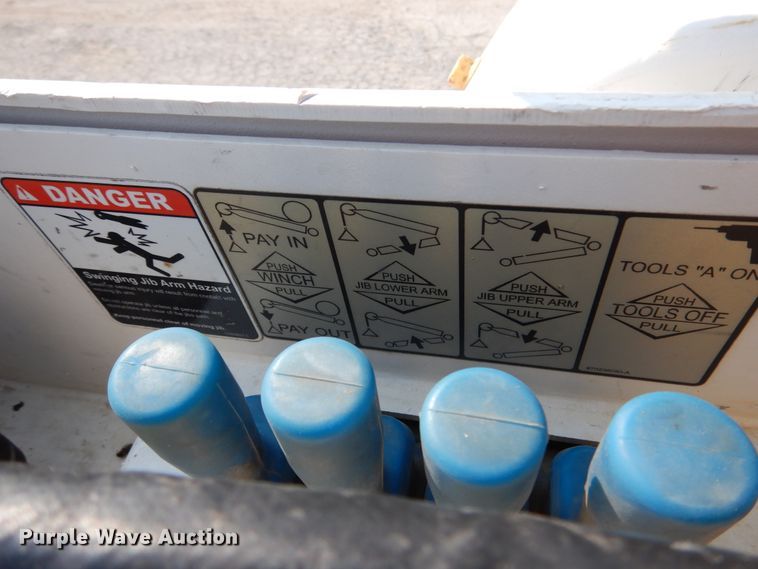 DANGER
Swinging Jib Arm Hazard
PAY IN
PUSH
WINCH
PULL
PAY OUT
PUSH
JIB LOWER ARM
PULL
PUSH
JIB UPPER ARM
PULL
TOOLS "A" ON
PUSH
TOOLS OFF
PULL
Purple Wave Auction